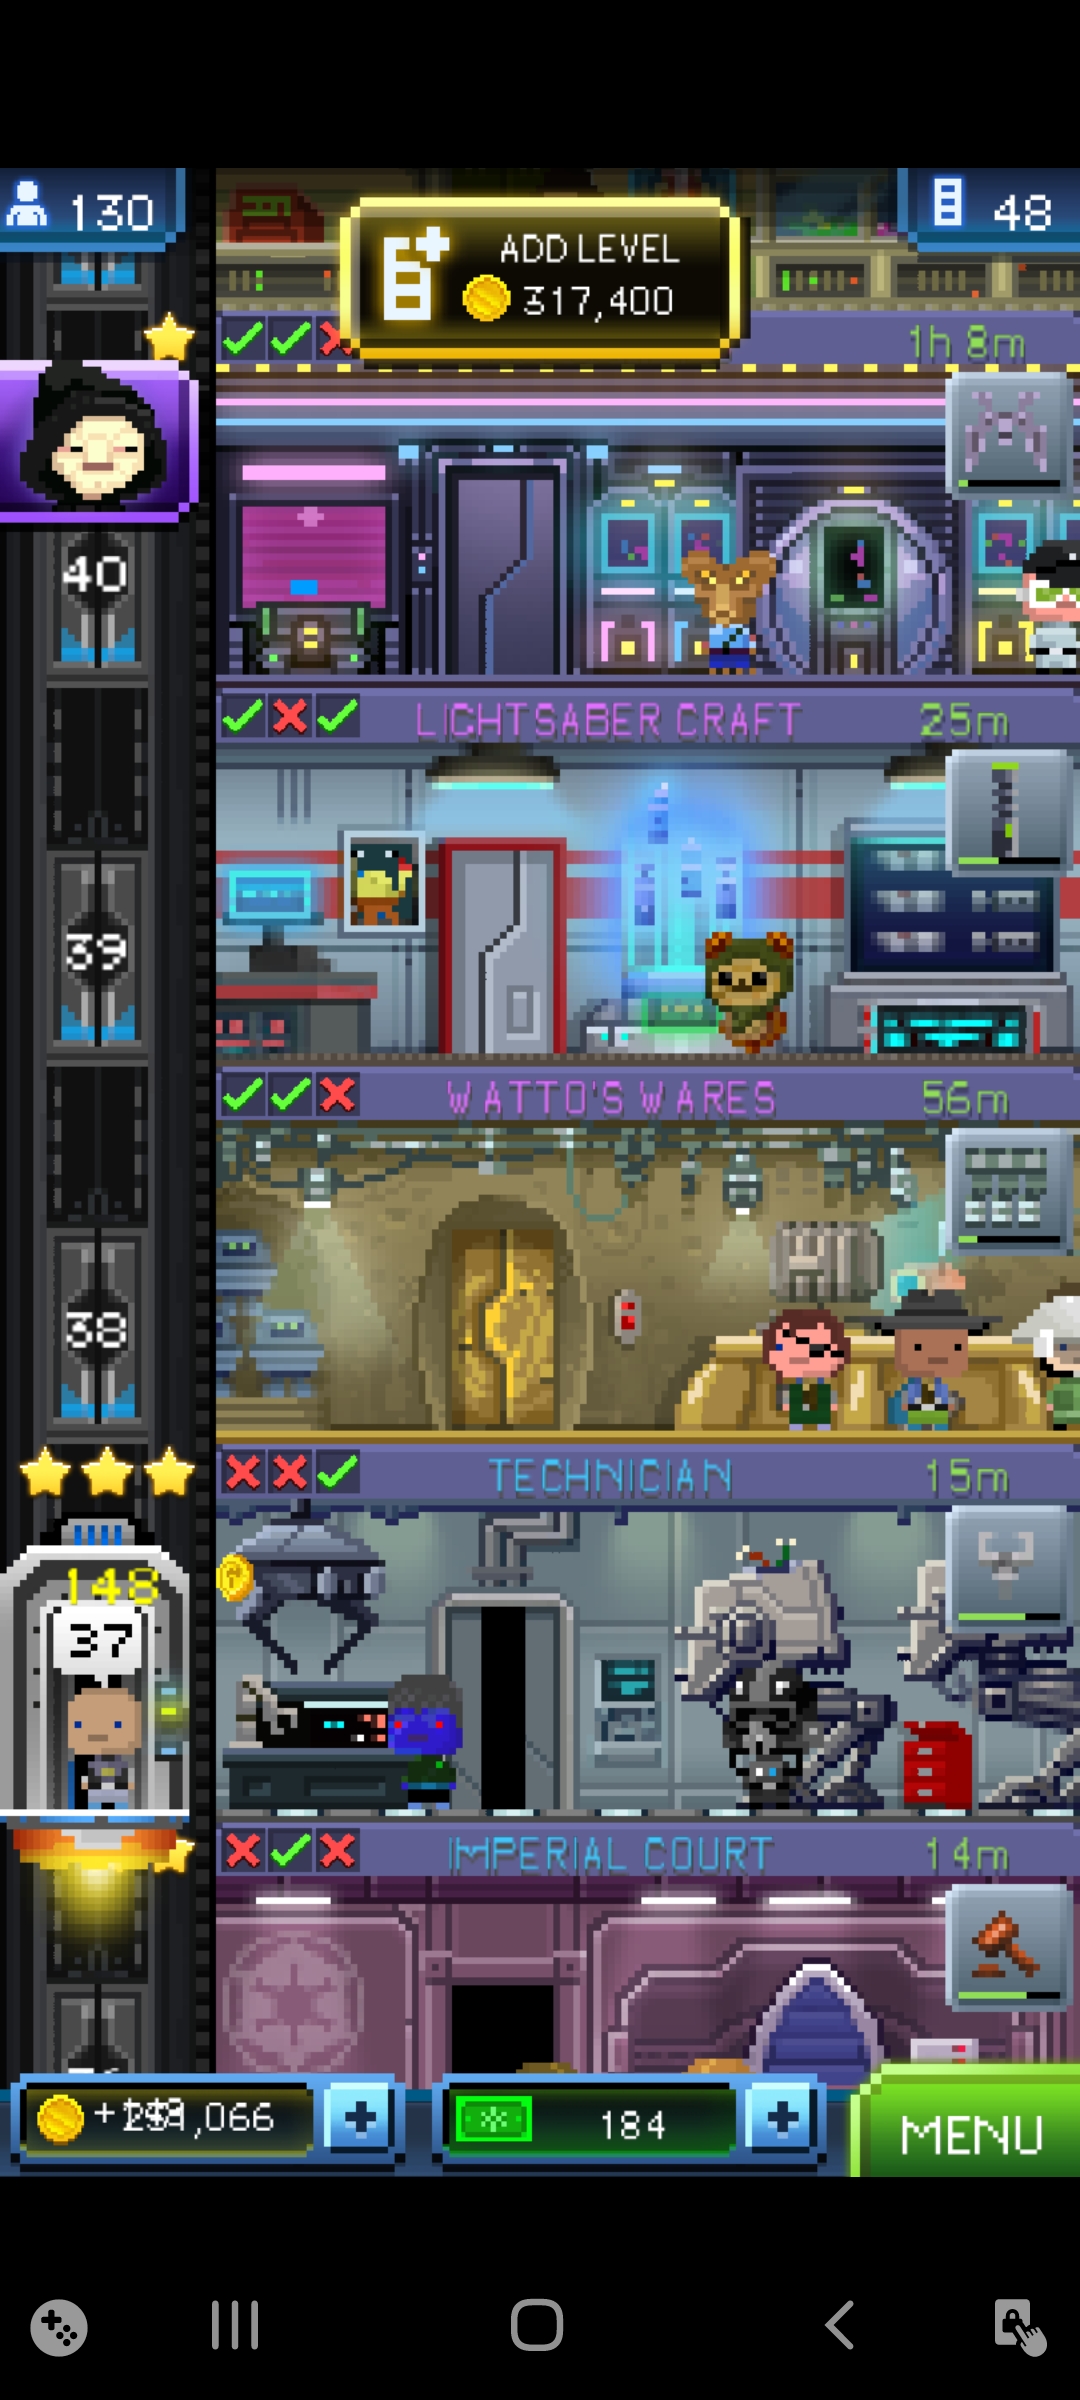 130
48
ADD LEVEL
317,400
1h 8m
40
LIGHTSABER CRAFT
25m
39
WATTO'S WARES
56m
38
TECHNICIAN
15m
148
37
IMPERIAL COURT
14m
,066
184
MENU